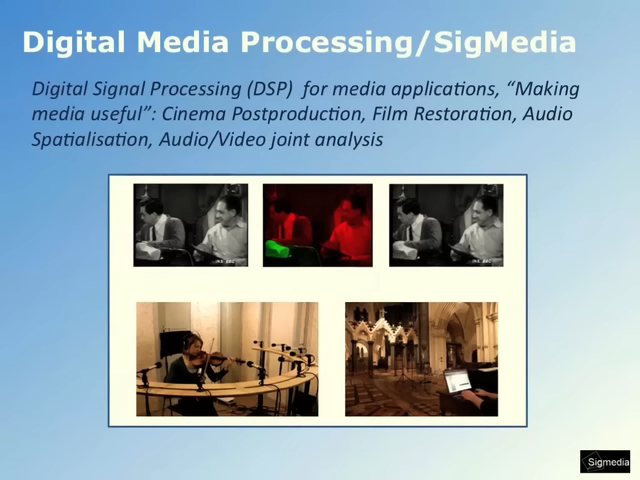 Digital Media Processing/SigMedia
Digital Signal Processing (DSP) for media applications, “Making
media useful”: Cinema Postproduction, Film Restoration, Audio
Spatialisation, Audio/Video joint analysis
Sigmedia